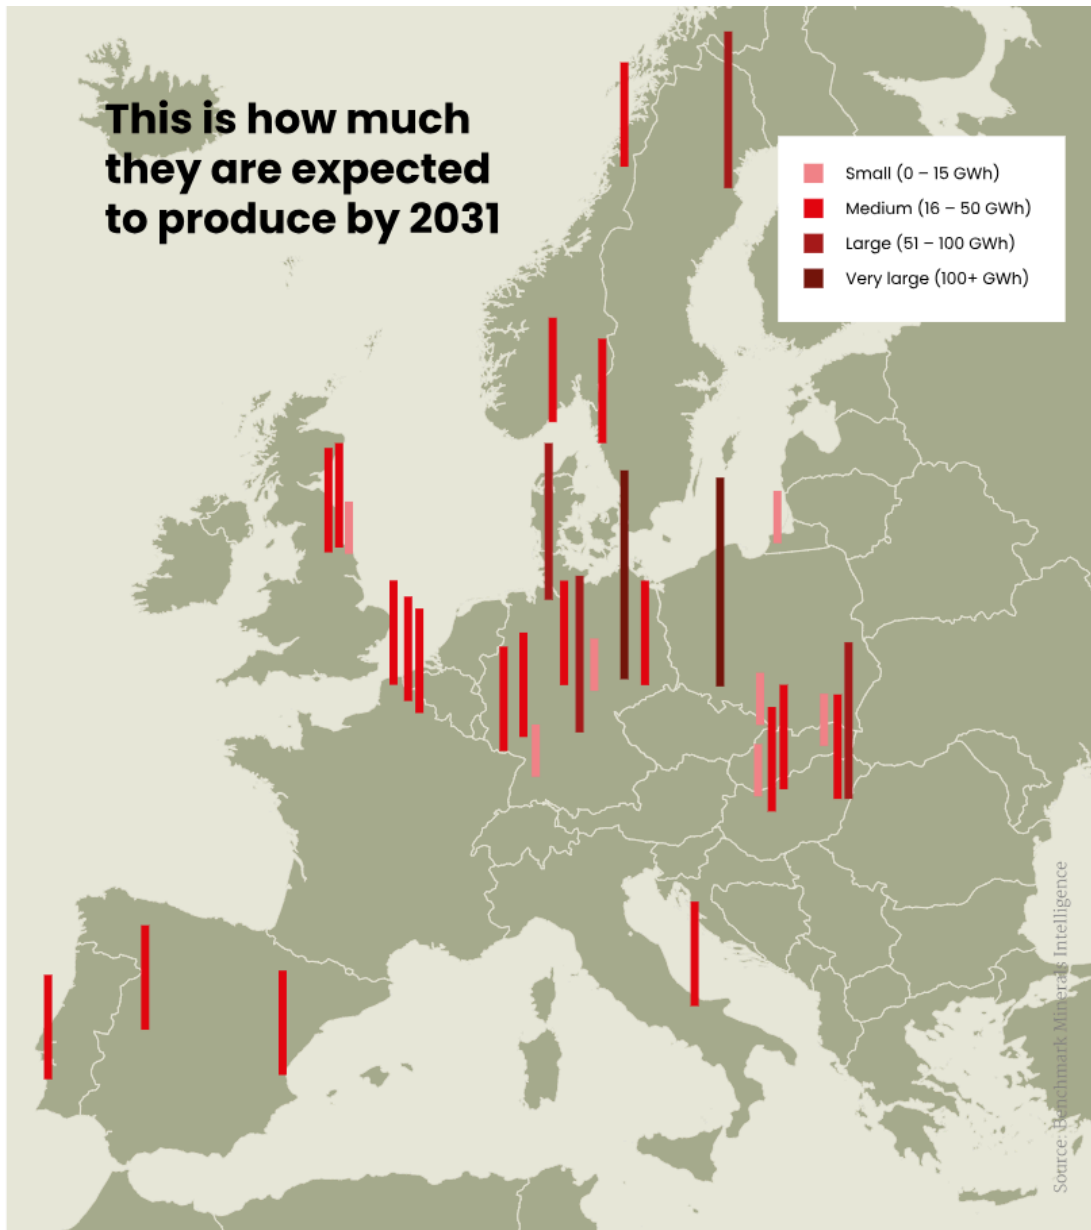 This is how much
they are expected
to produce by 2031
Small (0 – 15 GWh)
Medium (16 – 50 GWh)
Large (51 – 100 GWh)
Very large (100+ GWh)
Source: Benchmark Minerals Intelligence